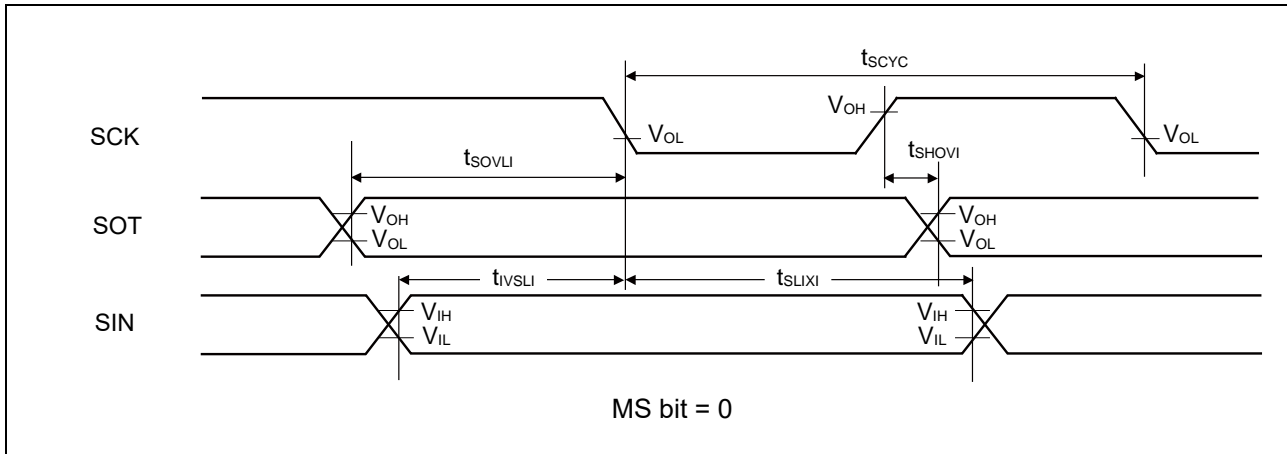 tSCYC
SCK
VOH
VOL
VOL
tSOVLI
tSHOVI
SOT
VOH
VOL
VOH
VOL
tIVSLI
tSLIXI
SIN
VIH
VIL
VIH
VIL
MS bit = 0